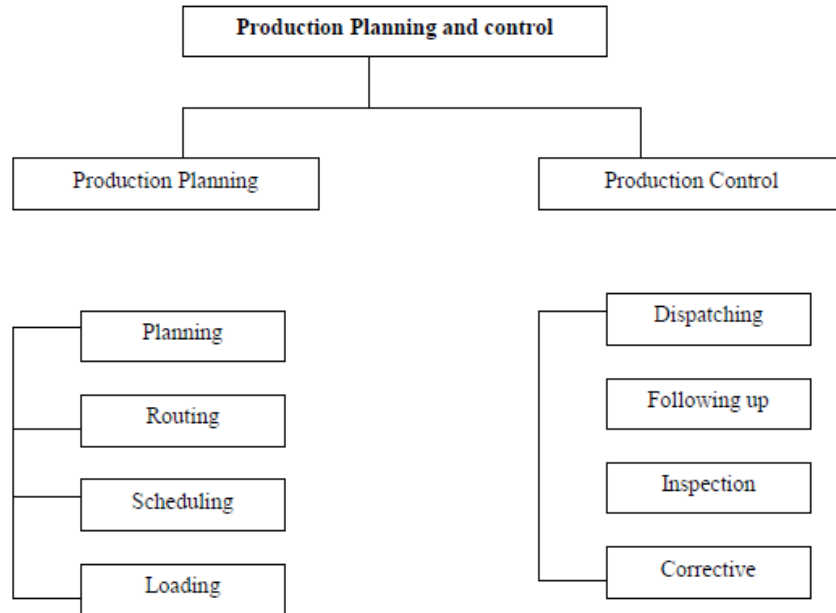 Production Planning and control
Production Planning
Production Control
Planning
Routing
Scheduling
Loading
Dispatching
Following up
Inspection
Corrective